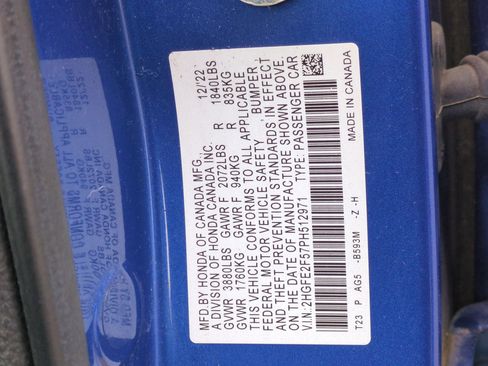 MFD.BY HONDA OF CANADA MFG. 12/'22
A DIVISION OF HONDA CANADA INC.
GVWR 3880LBS GAWR F 2072LBS R 1840LBS
GVWR 1760KG GAWR F 940KG R 835KG
THIS VEHICLE CONFORMS TO ALL APPLICABLE
FEDERAL MOTOR VEHICLE SAFETY , BUMPER,
AND THEFT PREVENTION STANDARDS IN EFFECT
ON THE DATE OF MANUFACTURE SHOWN ABOVE.
V.I.N:2HGFE2F57PH512971 TYPE:PASSENGER CAR
T23 P AG5 -B593M -Z -H MADE IN CANADA